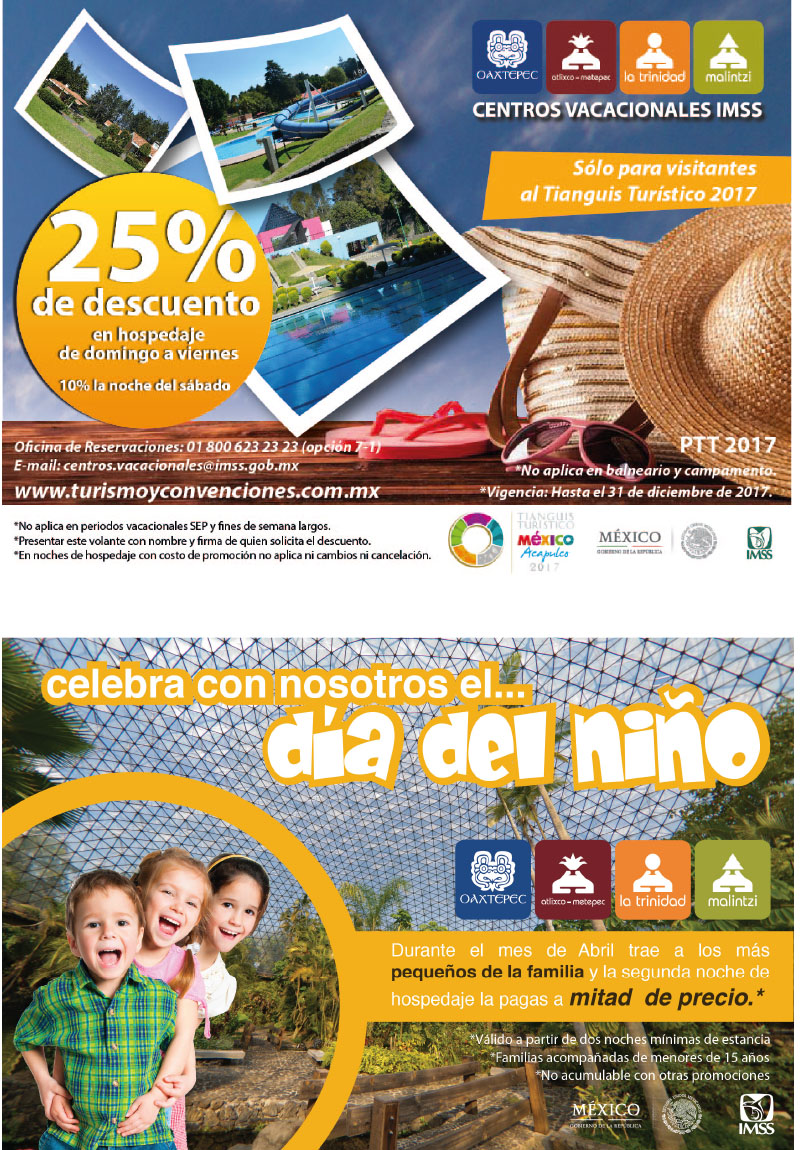 OAXTEPEC
atlixco - metepec
la trinidad
malintzi
CENTROS VACACIONALES IMSS
Sólo para visitantes
al Tianguis Turístico 2017
25%
de descuento
en hospedaje
de domingo a viernes
10% la noche del sábado
Oficina de Reservaciones: 01 800 623 23 23 (opción 7-1)
E-mail: centros.vacacionales@imss.gob.mx
www.turismoyconvenciones.com.mx
PTT 2017
*No aplica en balneario y campamento.
*Vigencia: Hasta el 31 de diciembre de 2017.
*No aplica en periodos vacacionales SEP y fines de semana largos.
*Presentar este volante con nombre y firma de quien solicita el descuento.
*En noches de hospedaje con costo de promoción no aplica ni cambios ni cancelación.
TIANGUIS
TURÍSTICO
MÉXICO
Acapulco
2017
MÉXICO
GOBIERNO DE LA REPÚBLICA
IMSS
celebra con nosotros el...
día del niño
OAXTEPEC
atlixco - metepec
la trinidad
malintzi
Durante el mes de Abril trae a los más
pequeños de la familia y la segunda noche de
hospedaje la pagas a mitad de precio.*
*Válido a partir de dos noches mínimas de estancia
*Familias acompañadas de menores de 15 años
*No acumulable con otras promociones
MÉXICO
GOBIERNO DE LA REPÚBLICA
IMSS